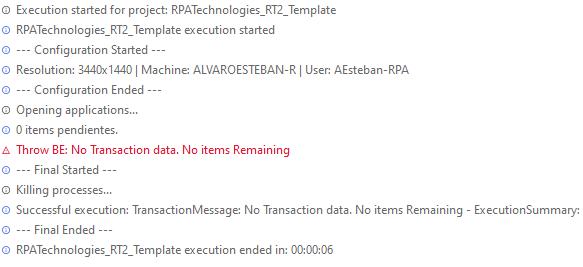 Execution started for project: RPATechnologies_RT2_Template
RPATechnologies_RT2_Template execution started
--- Configuration Started ---
Resolution: 3440x1440 | Machine: ALVAROESTEBAN-R | User: AEsteban-RPA
--- Configuration Ended ---
Opening applications...
0 items pendientes.
Throw BE: No Transaction data. No items Remaining
--- Final Started ---
Killing processes...
Successful execution: TransactionMessage: No Transaction data. No items Remaining - ExecutionSummary:
--- Final Ended ---
RPATechnologies_RT2_Template execution ended in: 00:00:06